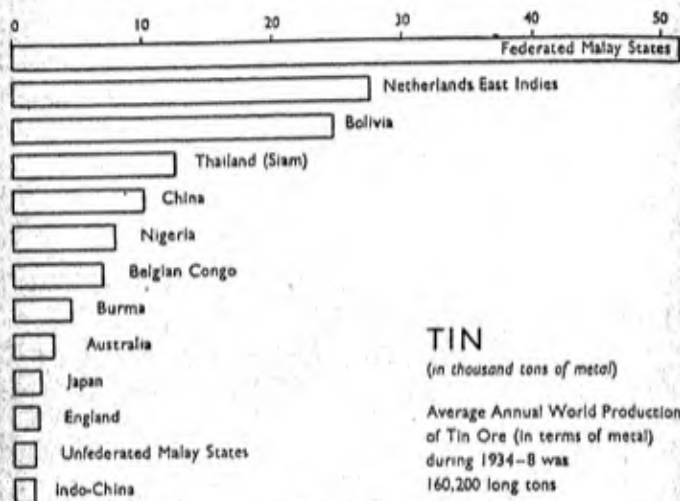 0 10 20 30 40 50
Federated Malay States
Netherlands East Indies
Bolivia
Thailand (Siam)
China
Nigeria
Belgian Congo
Burma
Australia
Japan
England
Unfederated Malay States
Indo-China
TIN
(in thousand tons of metal)
Average Annual World Production
of Tin Ore (in terms of metal)
during 1934–8 was
160,200 long tons